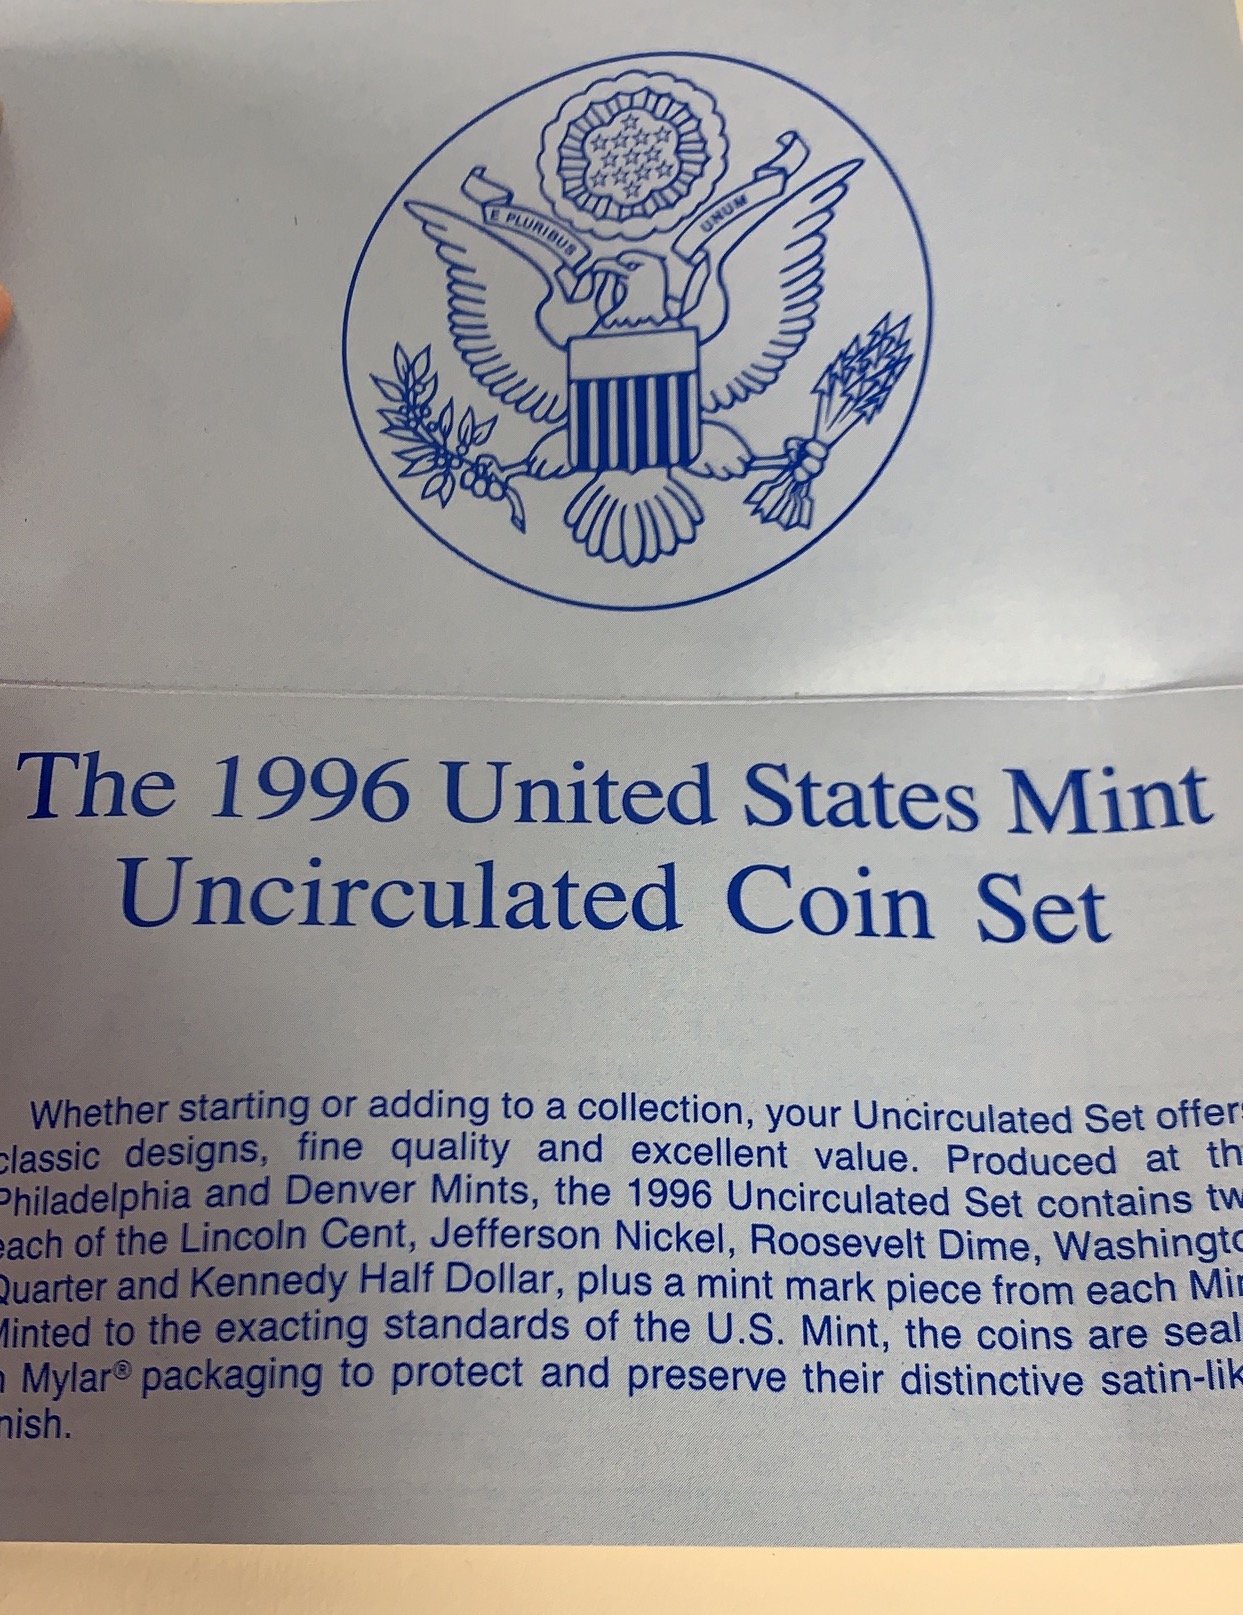 E PLURIBUS UNUM
The 1996 United States Mint
Uncirculated Coin Set
Whether starting or adding to a collection, your Uncirculated Set offer
classic designs, fine quality and excellent value. Produced at th
Philadelphia and Denver Mints, the 1996 Uncirculated Set contains tw
each of the Lincoln Cent, Jefferson Nickel, Roosevelt Dime, Washingto
Quarter and Kennedy Half Dollar, plus a mint mark piece from each Min
Minted to the exacting standards of the U.S. Mint, the coins are seal
n Mylar® packaging to protect and preserve their distinctive satin-lik
nish.